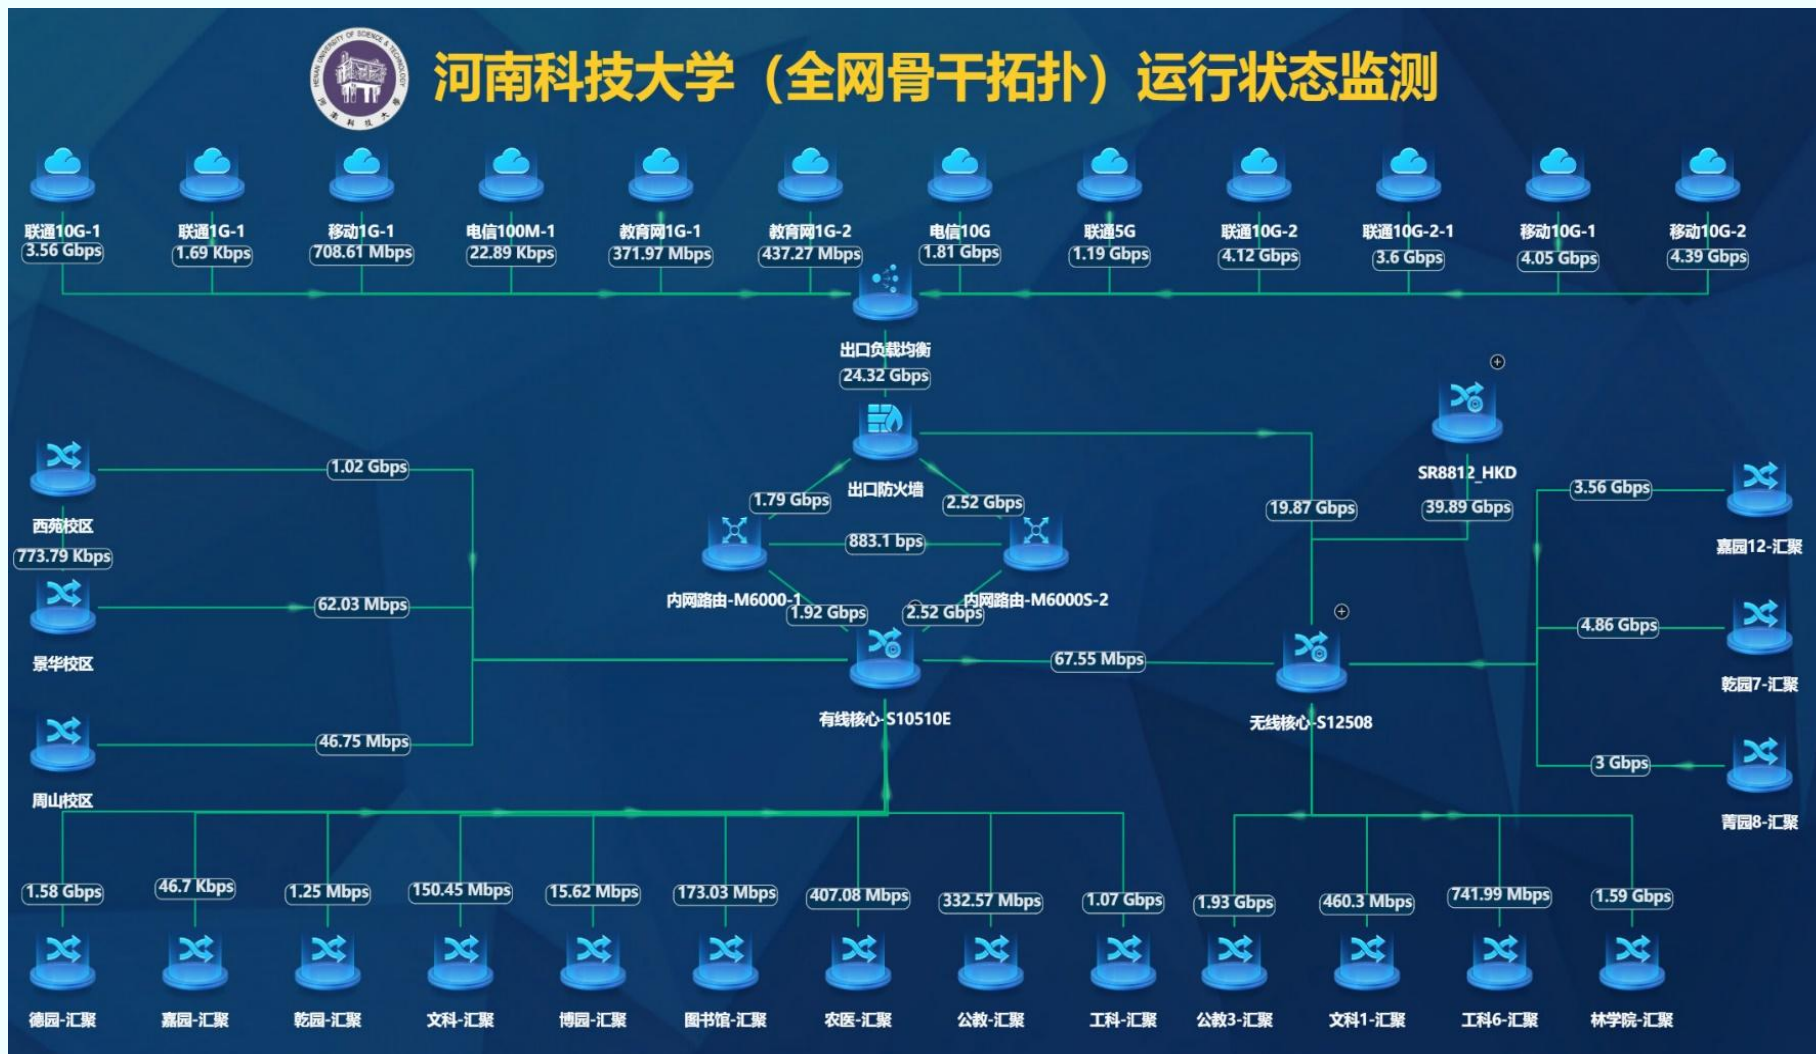 HENAN UNIVERSITY OF SCIENCE & TECHNOLOGY
河南科技大学
河南科技大学（全网骨干拓扑）运行状态监测
联通10G-1 联通1G-1 移动1G-1 电信100M-1 教育网1G-1 教育网1G-2 电信10G 联通5G 联通10G-2 联通10G-2-1 移动10G-1 移动10G-2
3.56 Gbps 1.69 Kbps 708.61 Mbps 22.89 Kbps 371.97 Mbps 437.27 Mbps 1.81 Gbps 1.19 Gbps 4.12 Gbps 3.6 Gbps 4.05 Gbps 4.39 Gbps
出口负载均衡
24.32 Gbps
1.02 Gbps
出口防火墙
SR8812_HKD
1.79 Gbps 2.52 Gbps 19.87 Gbps 39.89 Gbps 3.56 Gbps
西苑校区
883.1 bps
嘉园12-汇聚
773.79 Kbps
内网路由-M6000-1 内网路由-M6000S-2
62.03 Mbps 1.92 Gbps 2.52 Gbps 4.86 Gbps
景华校区
67.55 Mbps
乾园7-汇聚
有线核心-S10510E 无线核心-S12508
46.75 Mbps
3 Gbps
周山校区
菁园8-汇聚
1.58 Gbps 46.7 Kbps 1.25 Mbps 150.45 Mbps 15.62 Mbps 173.03 Mbps 407.08 Mbps 332.57 Mbps 1.07 Gbps 1.93 Gbps 460.3 Mbps 741.99 Mbps 1.59 Gbps
德园-汇聚 嘉园-汇聚 乾园-汇聚 文科-汇聚 博园-汇聚 图书馆-汇聚 农医-汇聚 公教-汇聚 工科-汇聚 公教3-汇聚 文科1-汇聚 工科6-汇聚 林学院-汇聚